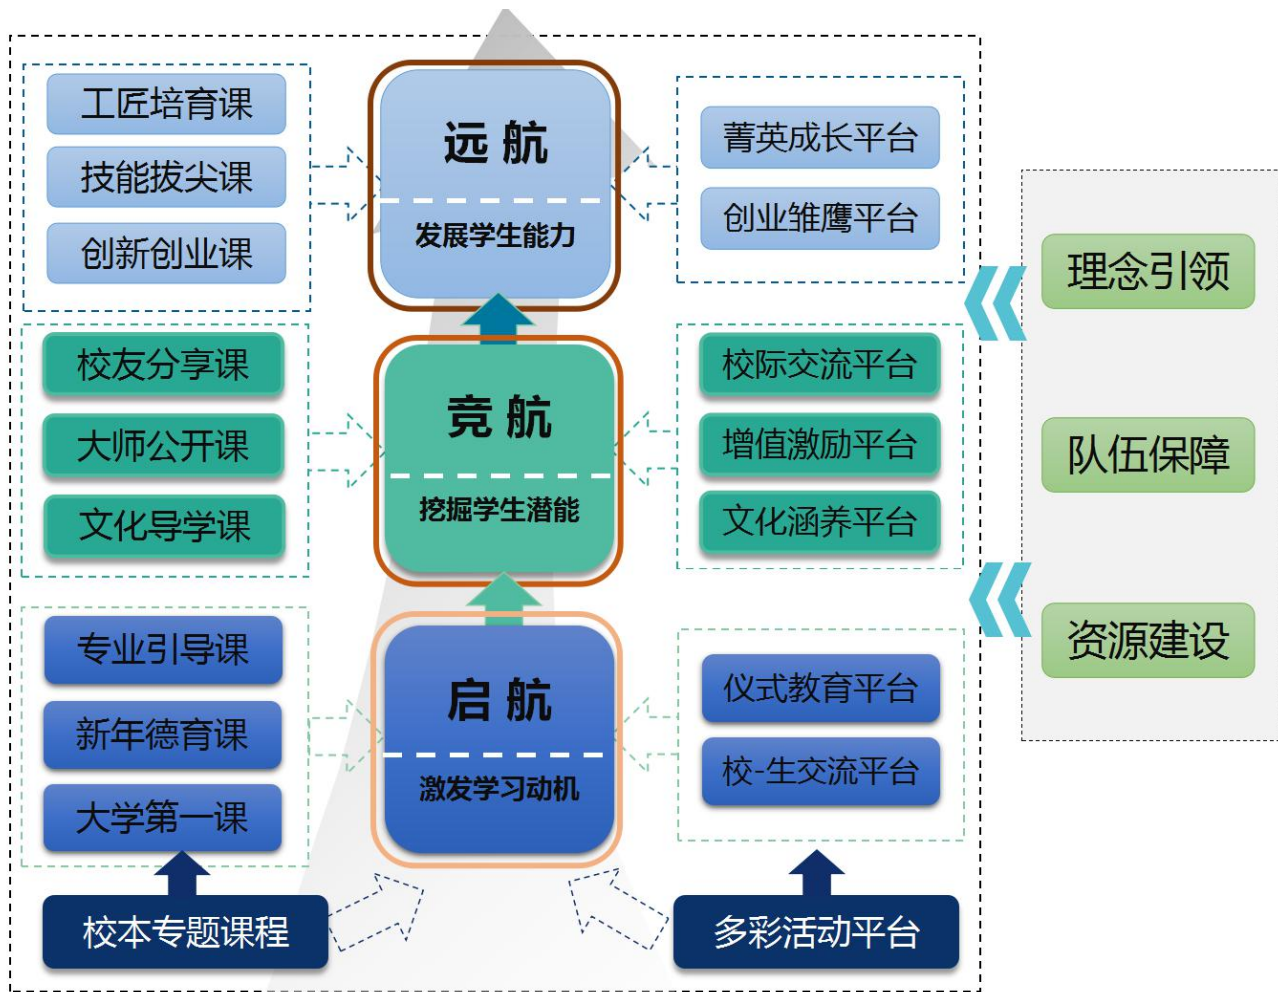 工匠培育课
技能拔尖课
创新创业课
远航
发展学生能力
菁英成长平台
创业雏鹰平台
校友分享课
大师公开课
文化导学课
竞航
挖掘学生潜能
校际交流平台
增值激励平台
文化涵养平台
专业引导课
新年德育课
大学第一课
启航
激发学习动机
仪式教育平台
校-生交流平台
校本专题课程
多彩活动平台
理念引领
队伍保障
资源建设